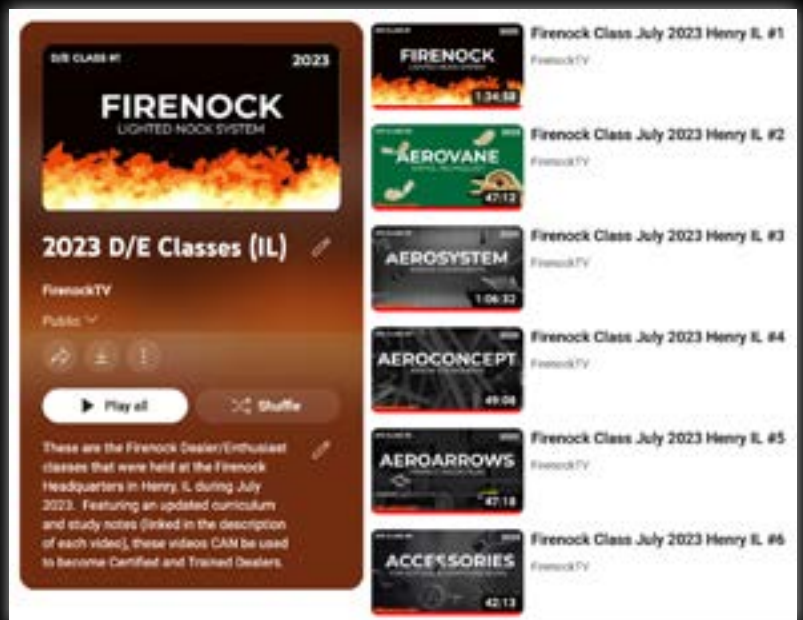 D/E CLASS #1
2023
FIRENOCK
LIGHTED NOCK SYSTEM
2023 D/E Classes (IL)
FirenockTV
Public
Play all
Shuffle
These are the Firenock Dealer/Enthusiast
classes that were held at the Firenock
Headquarters in Henry, IL during July
2023. Featuring an updated curriculum
and study notes (linked in the description
of each video), these videos CAN be used
to become Certified and Trained Dealers.
FIRENOCK
1:34:58
Firenock Class July 2023 Henry IL #1
FirenockTV
AEROVANE
47:12
Firenock Class July 2023 Henry IL #2
FirenockTV
AEROSYSTEM
1:06:32
Firenock Class July 2023 Henry IL #3
FirenockTV
AEROCONCEPT
49:08
Firenock Class July 2023 Henry IL #4
FirenockTV
AEROARROWS
47:18
Firenock Class July 2023 Henry IL #5
FirenockTV
ACCESSORIES
42:13
Firenock Class July 2023 Henry IL #6
FirenockTV